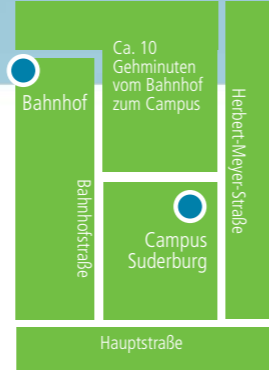 Ca. 10
Gehminuten
vom Bahnhof
zum Campus
Bahnhof
Herbert-Meyer-Straße
Bahnhofstraße
Campus
Suderburg
Hauptstraße